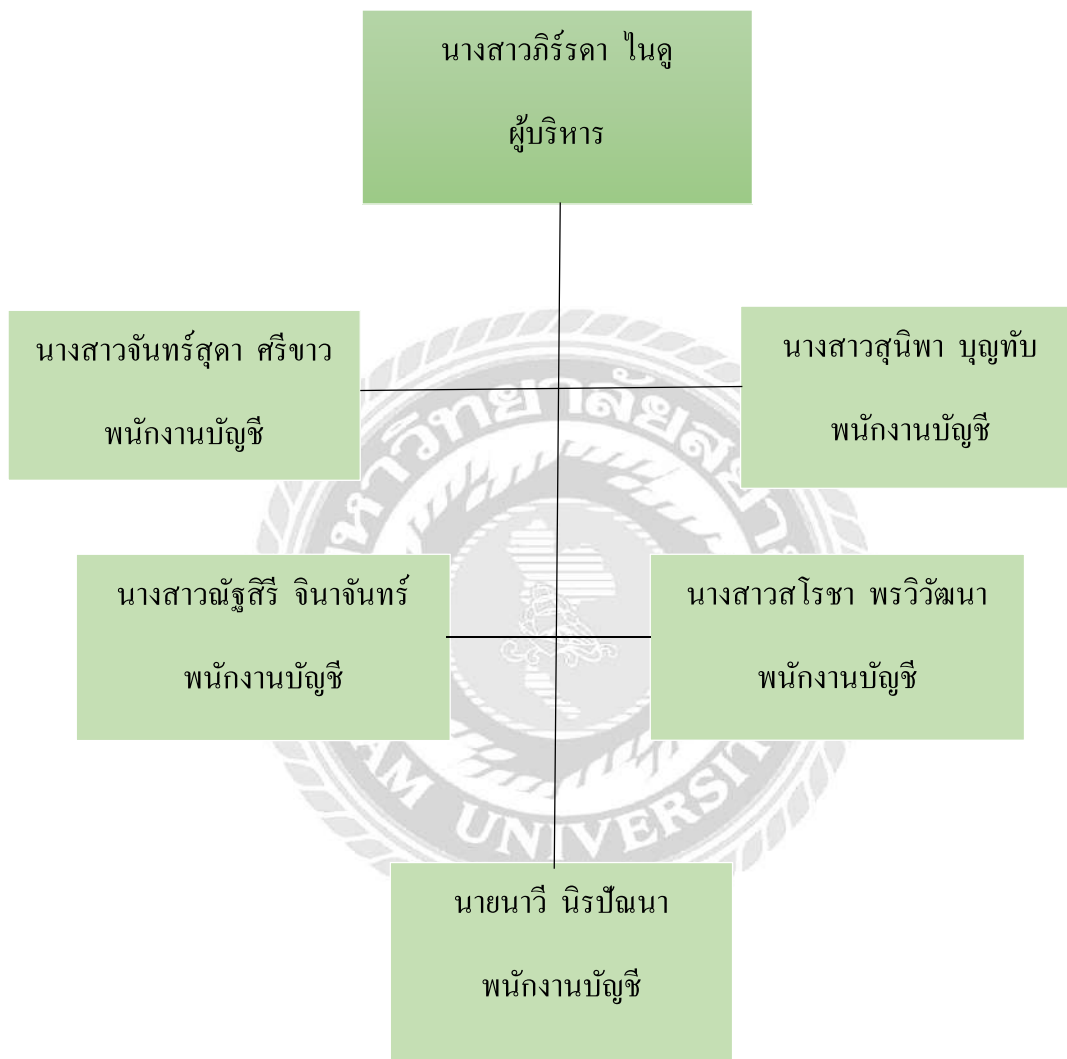 นางสาวภิร์รดา ไนดู
ผู้บริหาร
นางสาวจันทร์สุดา ศรีขาว
พนักงานบัญชี
นางสาวสุนิพา บุญทับ
พนักงานบัญชี
นางสาวณัฐสิรี จินาจันทร์
พนักงานบัญชี
นางสาวสโรชา พรวิวัฒนา
พนักงานบัญชี
นายนาวี นิรปัณนา
พนักงานบัญชี
UNIVERSIT